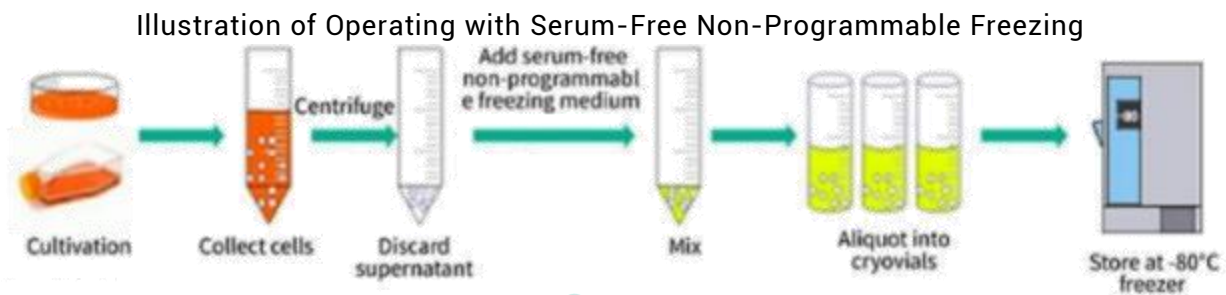 Illustration of Operating with Serum-Free Non-Programmable Freezing
Add serum-free
non-programmabl
e freezing medium
Centrifuge
Cultivation
Collect cells
Discard
supernatant
Mix
Aliquot into
cryovials
Store at -80°C
freezer